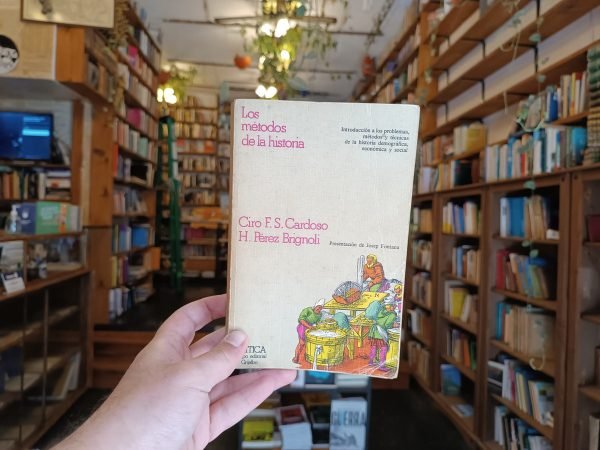 Los
métodos
de la historia
Introducción a los problemas,
métodos y técnicas
de la historia demográfica,
económica y social
Ciro F. S. Cardoso
H. Pérez Brignoli
Presentación de Josep Fontana
GUERRA